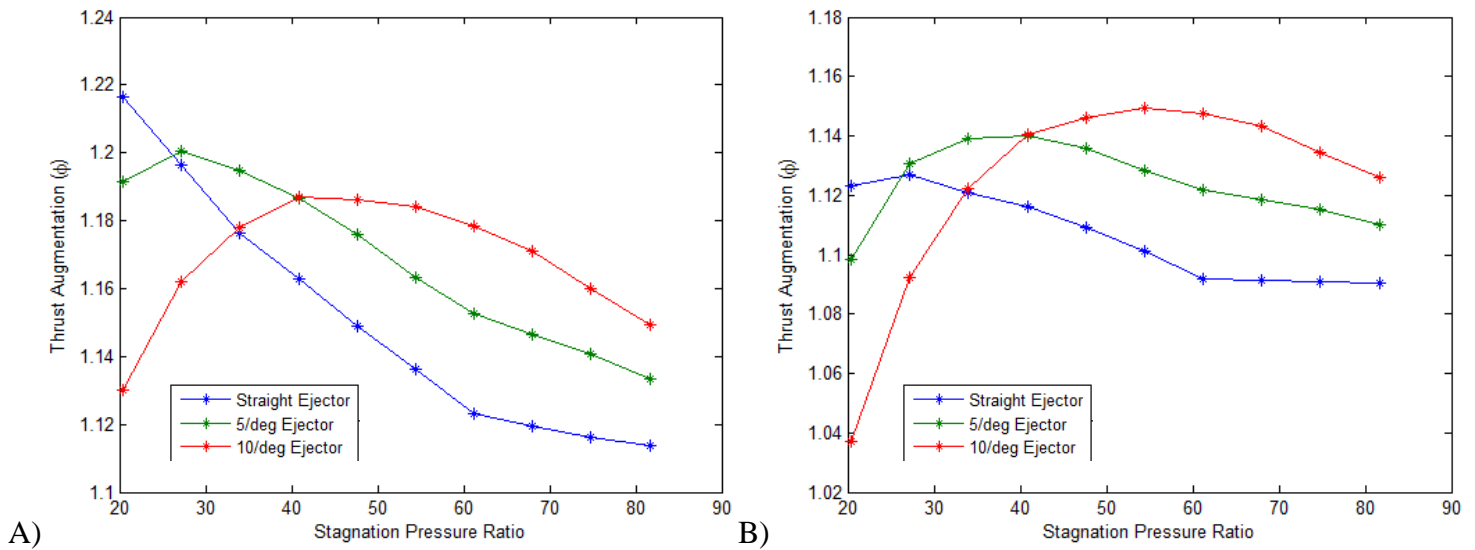 A)
Thrust Augmentation (ϕ)
1.24
1.22
1.2
1.18
1.16
1.14
1.12
1.1
20 30 40 50 60 70 80 90
Stagnation Pressure Ratio
Straight Ejector
5/deg Ejector
10/deg Ejector
B)
Thrust Augmentation (ϕ)
1.18
1.16
1.14
1.12
1.1
1.08
1.06
1.04
1.02
20 30 40 50 60 70 80 90
Stagnation Pressure Ratio
Straight Ejector
5/deg Ejector
10/deg Ejector